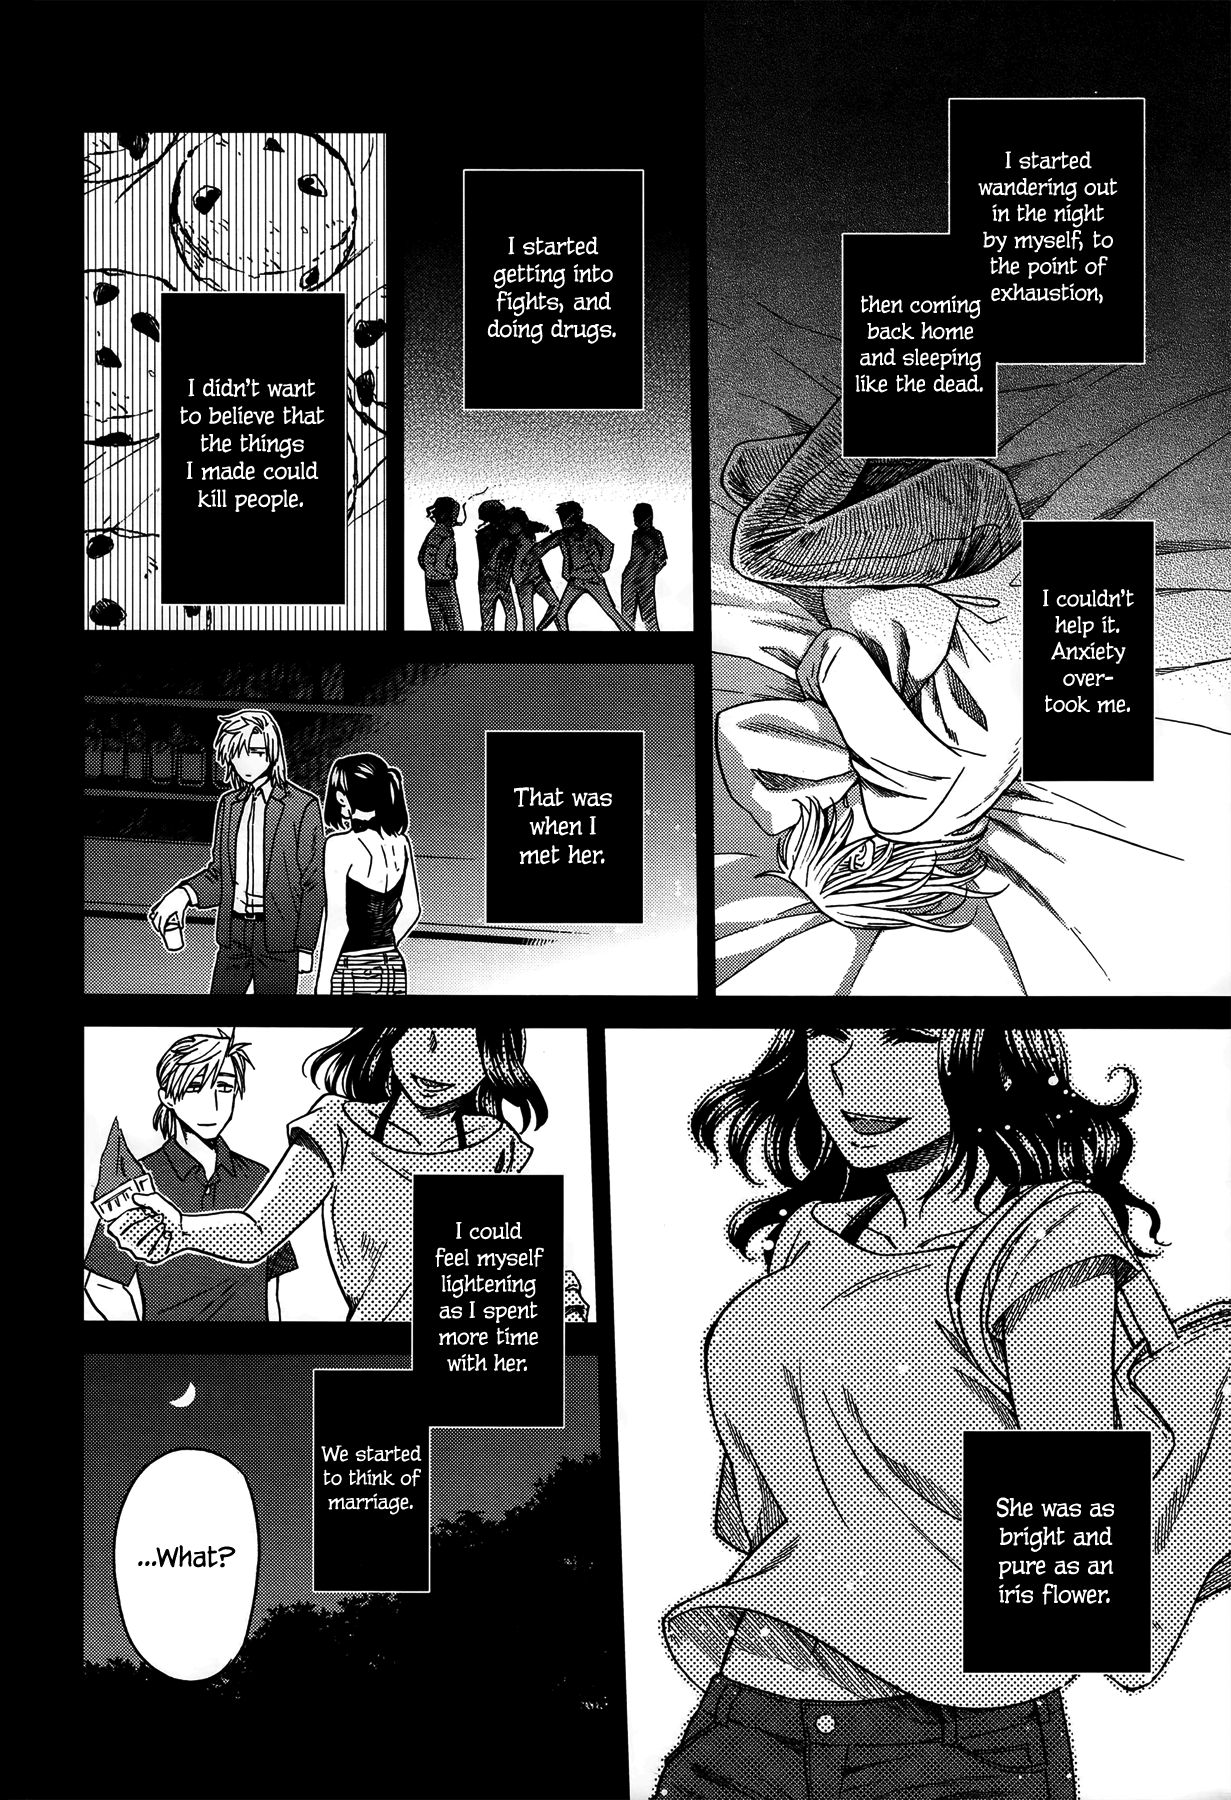 I started
wandering out
in the night
by myself, to
the point of
exhaustion,
then coming
back home
and sleeping
like the dead.
I couldn't
help it.
Anxiety
over-
took me.
I started
getting into
fights, and
doing drugs.
I didn't want
to believe that
the things
I made could
kill people.
That was
when I
met her.
She was as
bright and
pure as an
iris flower.
I could
feel myself
lightening
as I spent
more time
with her.
We started
to think of
marriage.
...What?